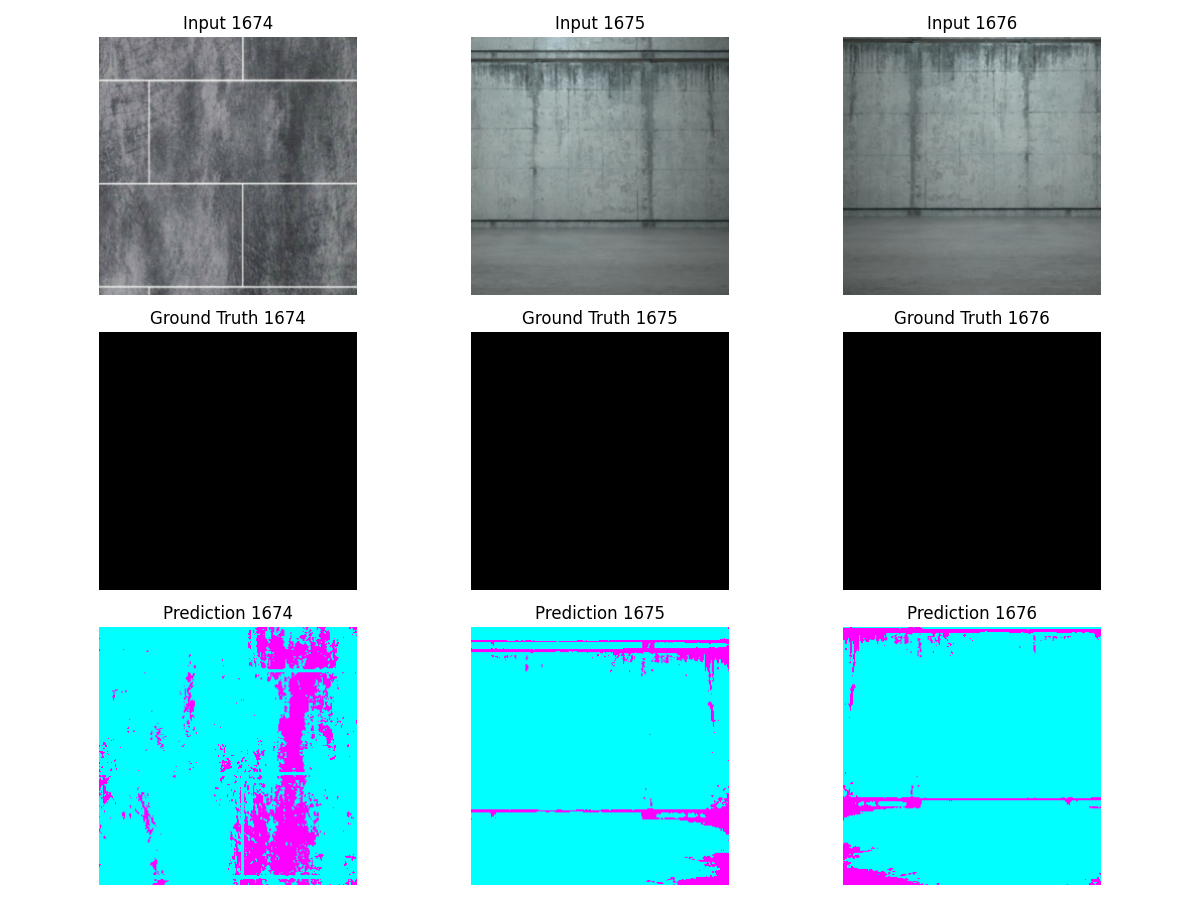 Input 1674
Input 1675
Input 1676
Ground Truth 1674
Ground Truth 1675
Ground Truth 1676
Prediction 1674
Prediction 1675
Prediction 1676